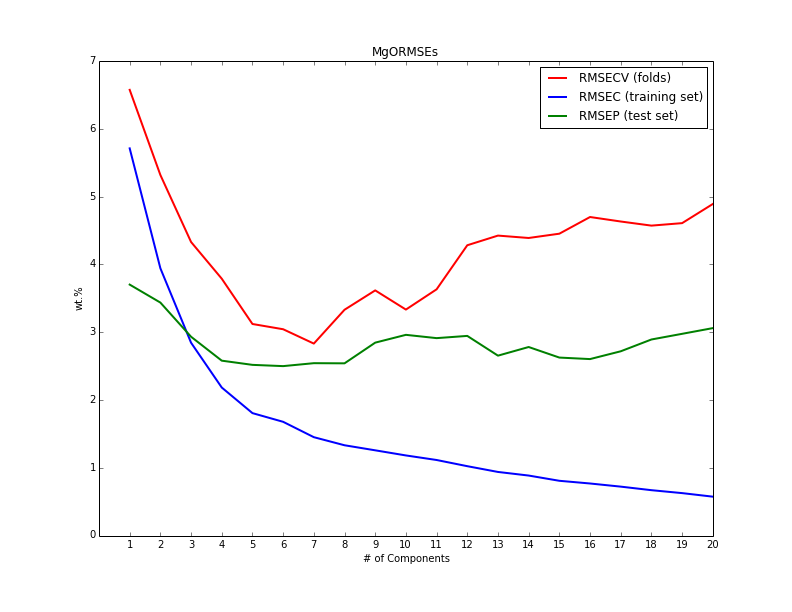 MgORMSEs
RMSECV (folds)
RMSEC (training set)
RMSEP (test set)
7
6
5
4
3
2
1
0
wt.%
1 2 3 4 5 6 7 8 9 10 11 12 13 14 15 16 17 18 19 20
# of Components